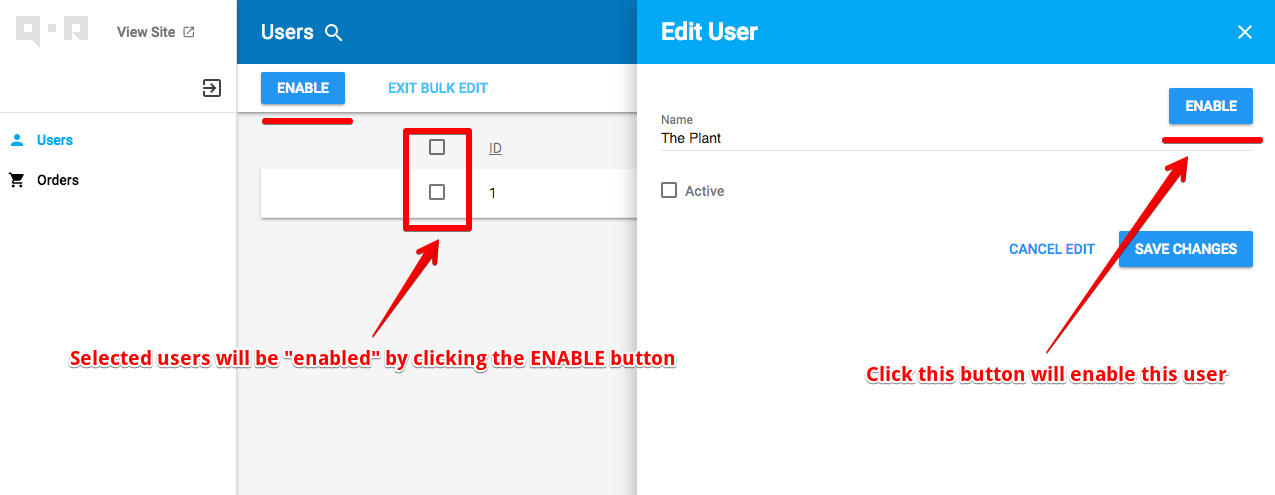 View Site
Users
Orders
Users
ENABLE
EXIT BULK EDIT
ID
1
Selected users will be "enabled" by clicking the ENABLE button
Edit User
ENABLE
Name
The Plant
Active
CANCEL EDIT
SAVE CHANGES
Click this button will enable this user